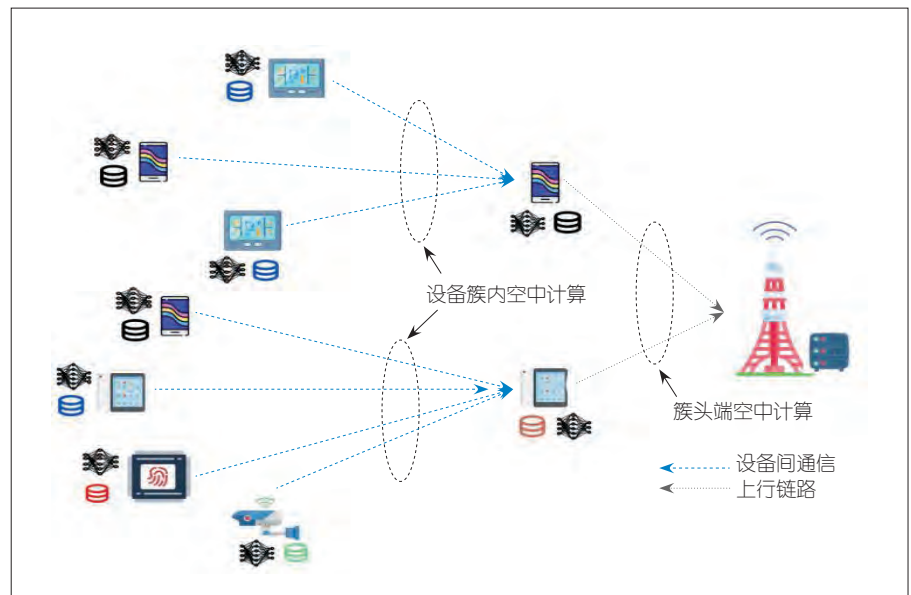 设备簇内空中计算
簇头端空中计算
设备间通信
上行链路